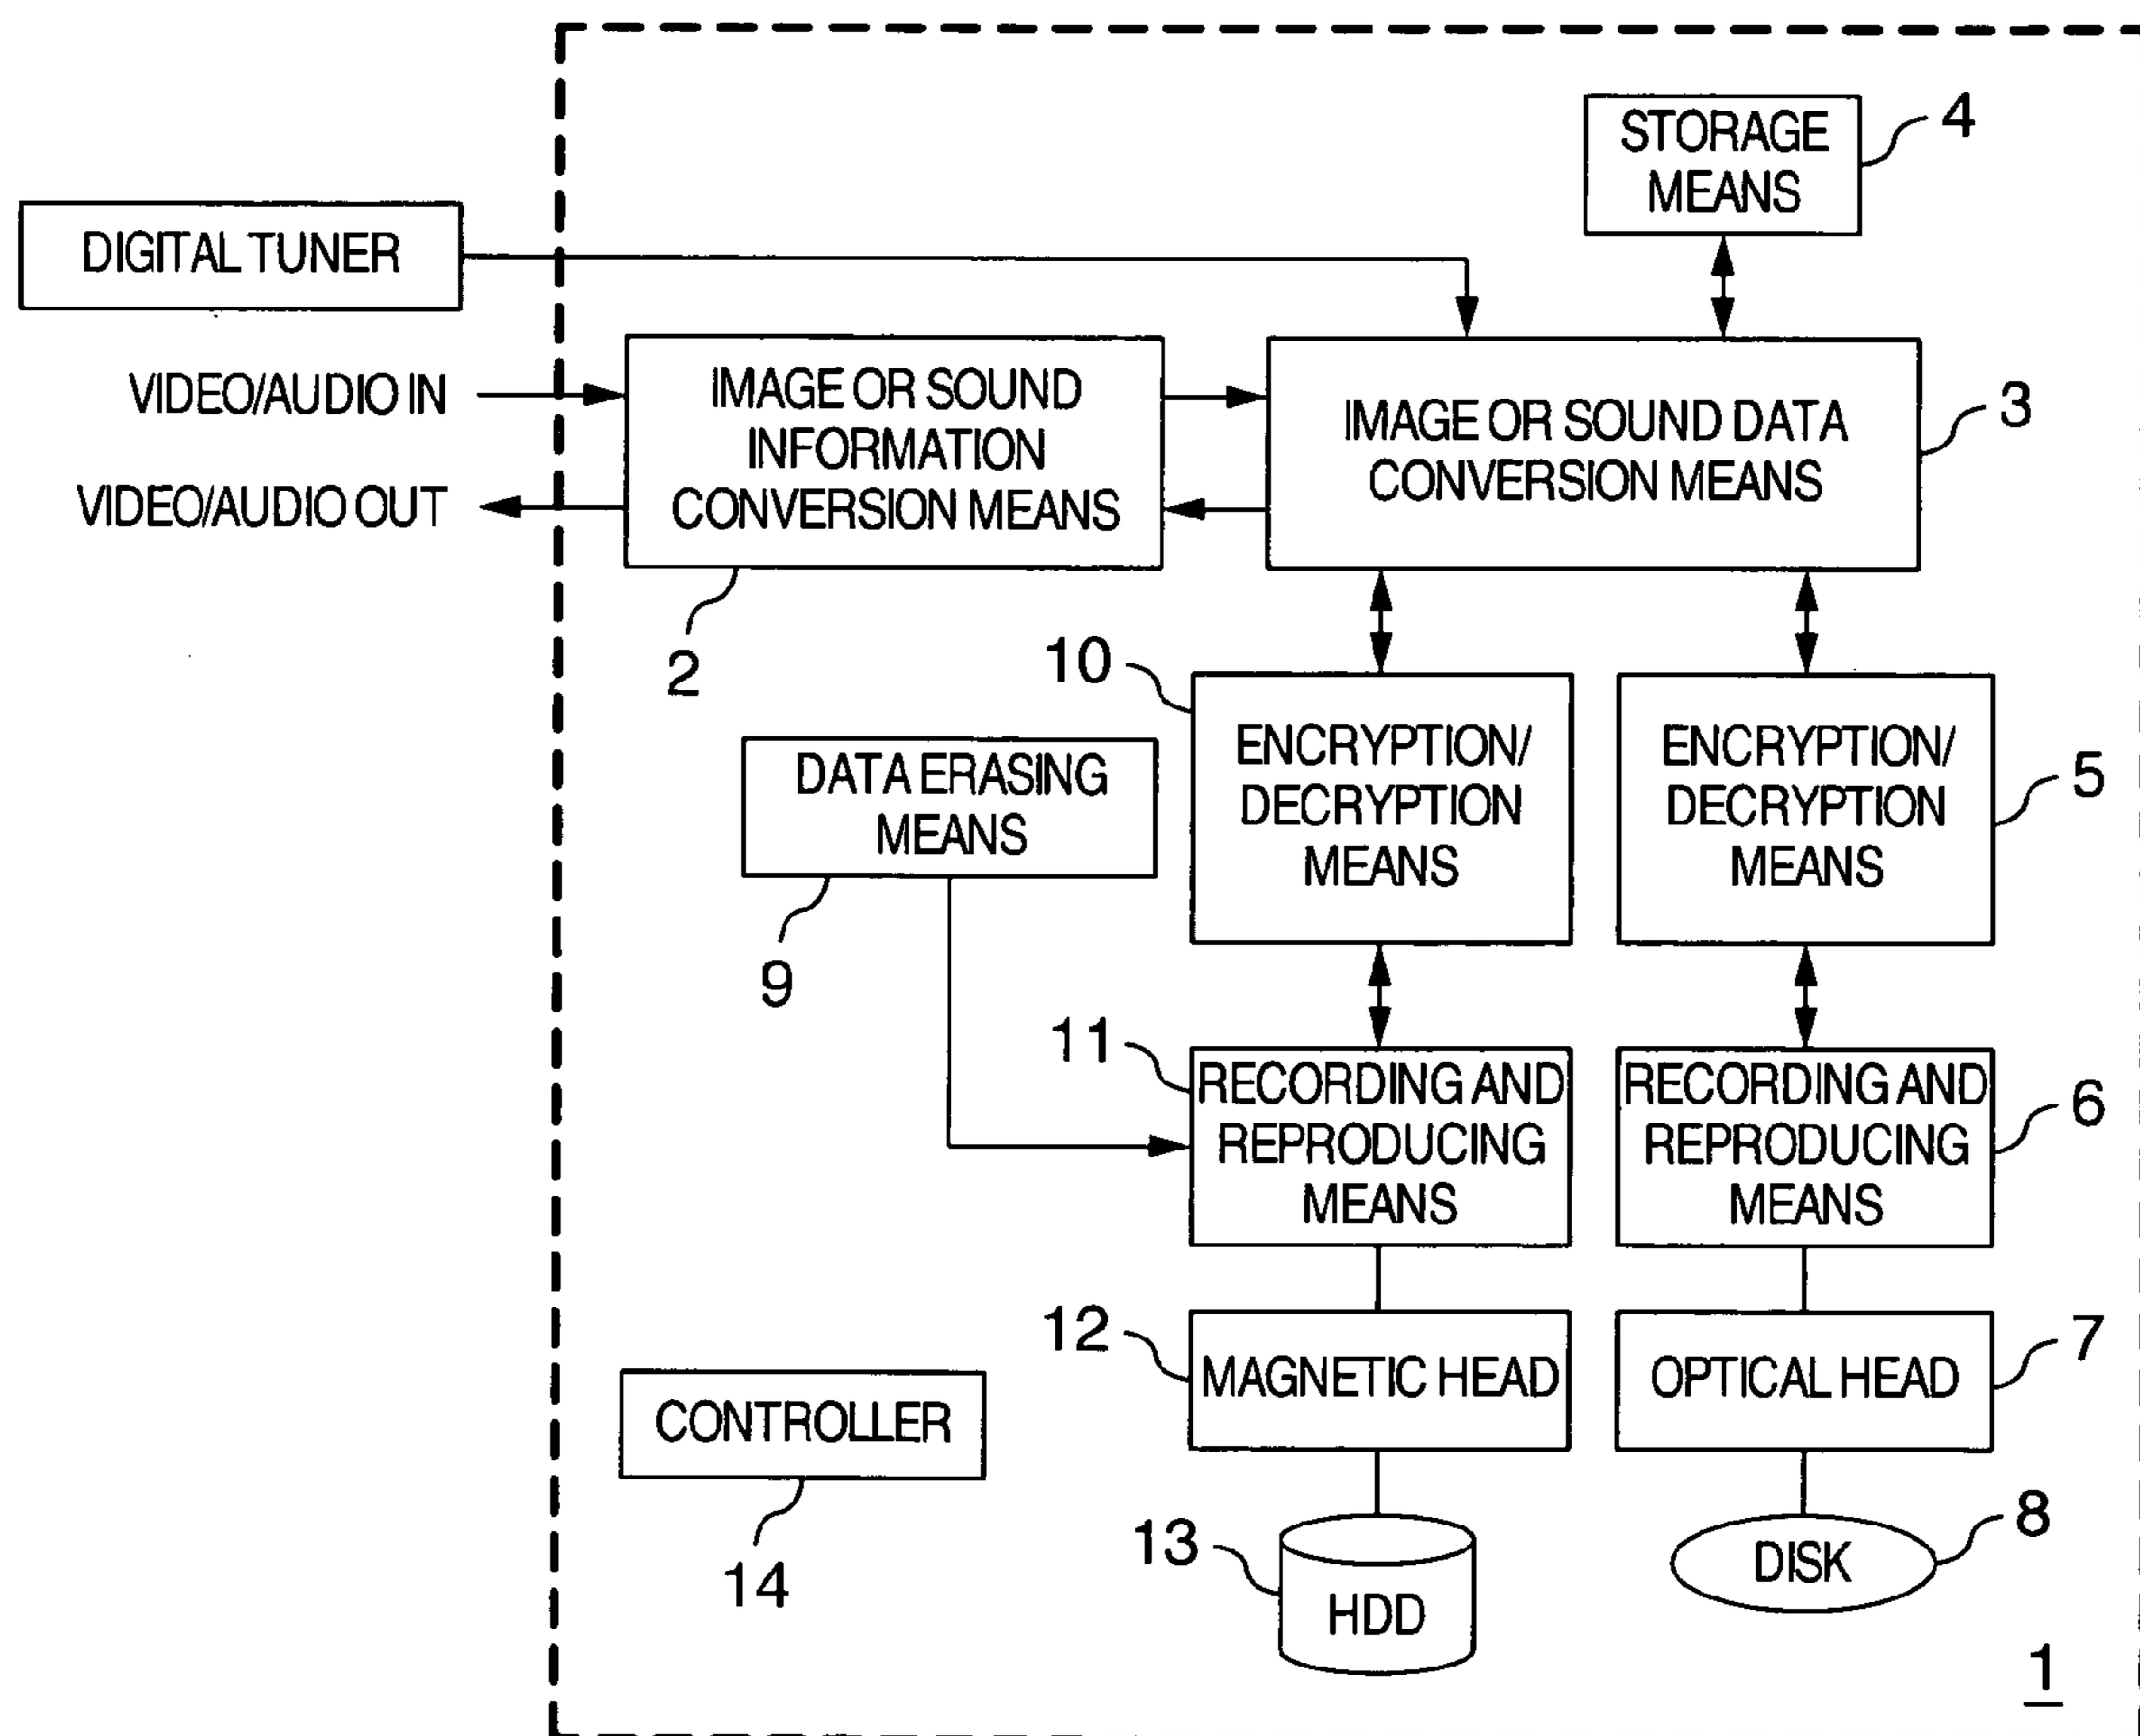 STORAGE
MEANS
4
DIGITAL TUNER
VIDEO/AUDIO IN
VIDEO/AUDIO OUT
IMAGE OR SOUND
INFORMATION
CONVERSION MEANS
2
IMAGE OR SOUND DATA
CONVERSION MEANS
3
10
ENCRYPTION/
DECRYPTION
MEANS
ENCRYPTION/
DECRYPTION
MEANS
5
DATA ERASING
MEANS
9
11
RECORDING AND
REPRODUCING
MEANS
RECORDING AND
REPRODUCING
MEANS
6
12
MAGNETIC HEAD
OPTICAL HEAD
7
CONTROLLER
14
13
HDD
DISK
8
1